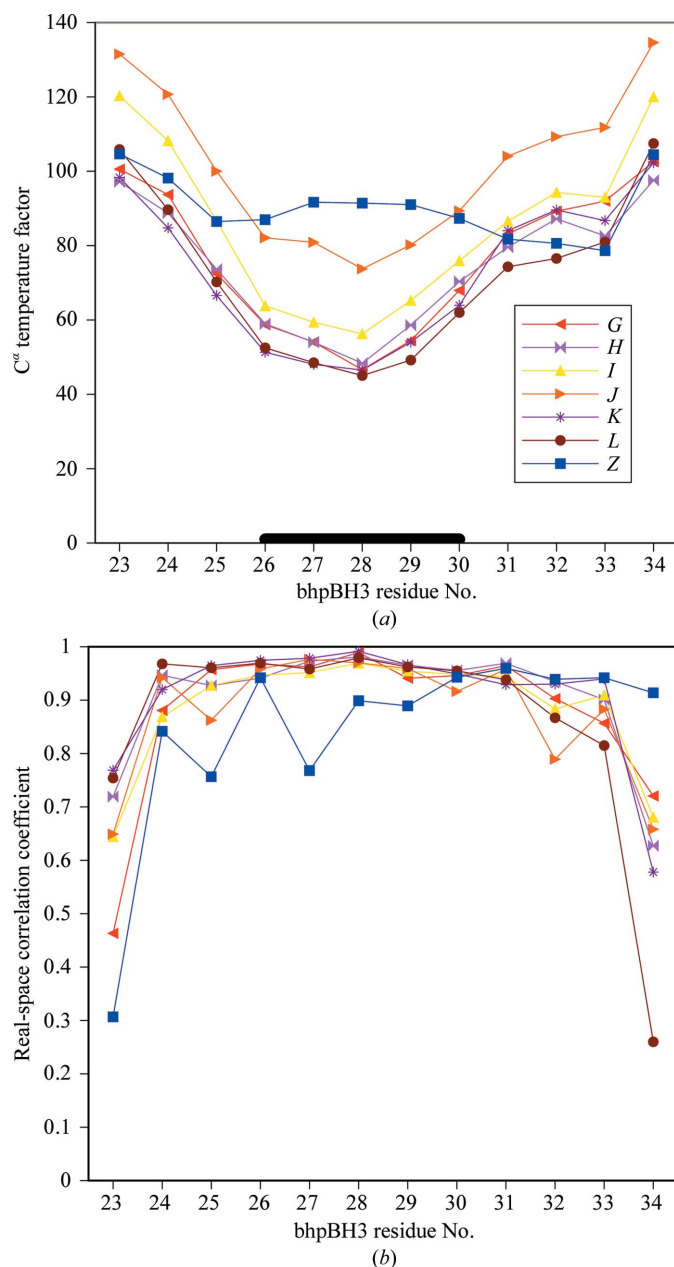 140
120
100
80
60
40
20
0
Cα temperature factor
G
H
I
J
K
L
Z
23 24 25 26 27 28 29 30 31 32 33 34
bhpBH3 residue No.
(a)
1
0.9
0.8
0.7
0.6
0.5
0.4
0.3
0.2
0.1
0
Real-space correlation coefficient
23 24 25 26 27 28 29 30 31 32 33 34
bhpBH3 residue No.
(b)